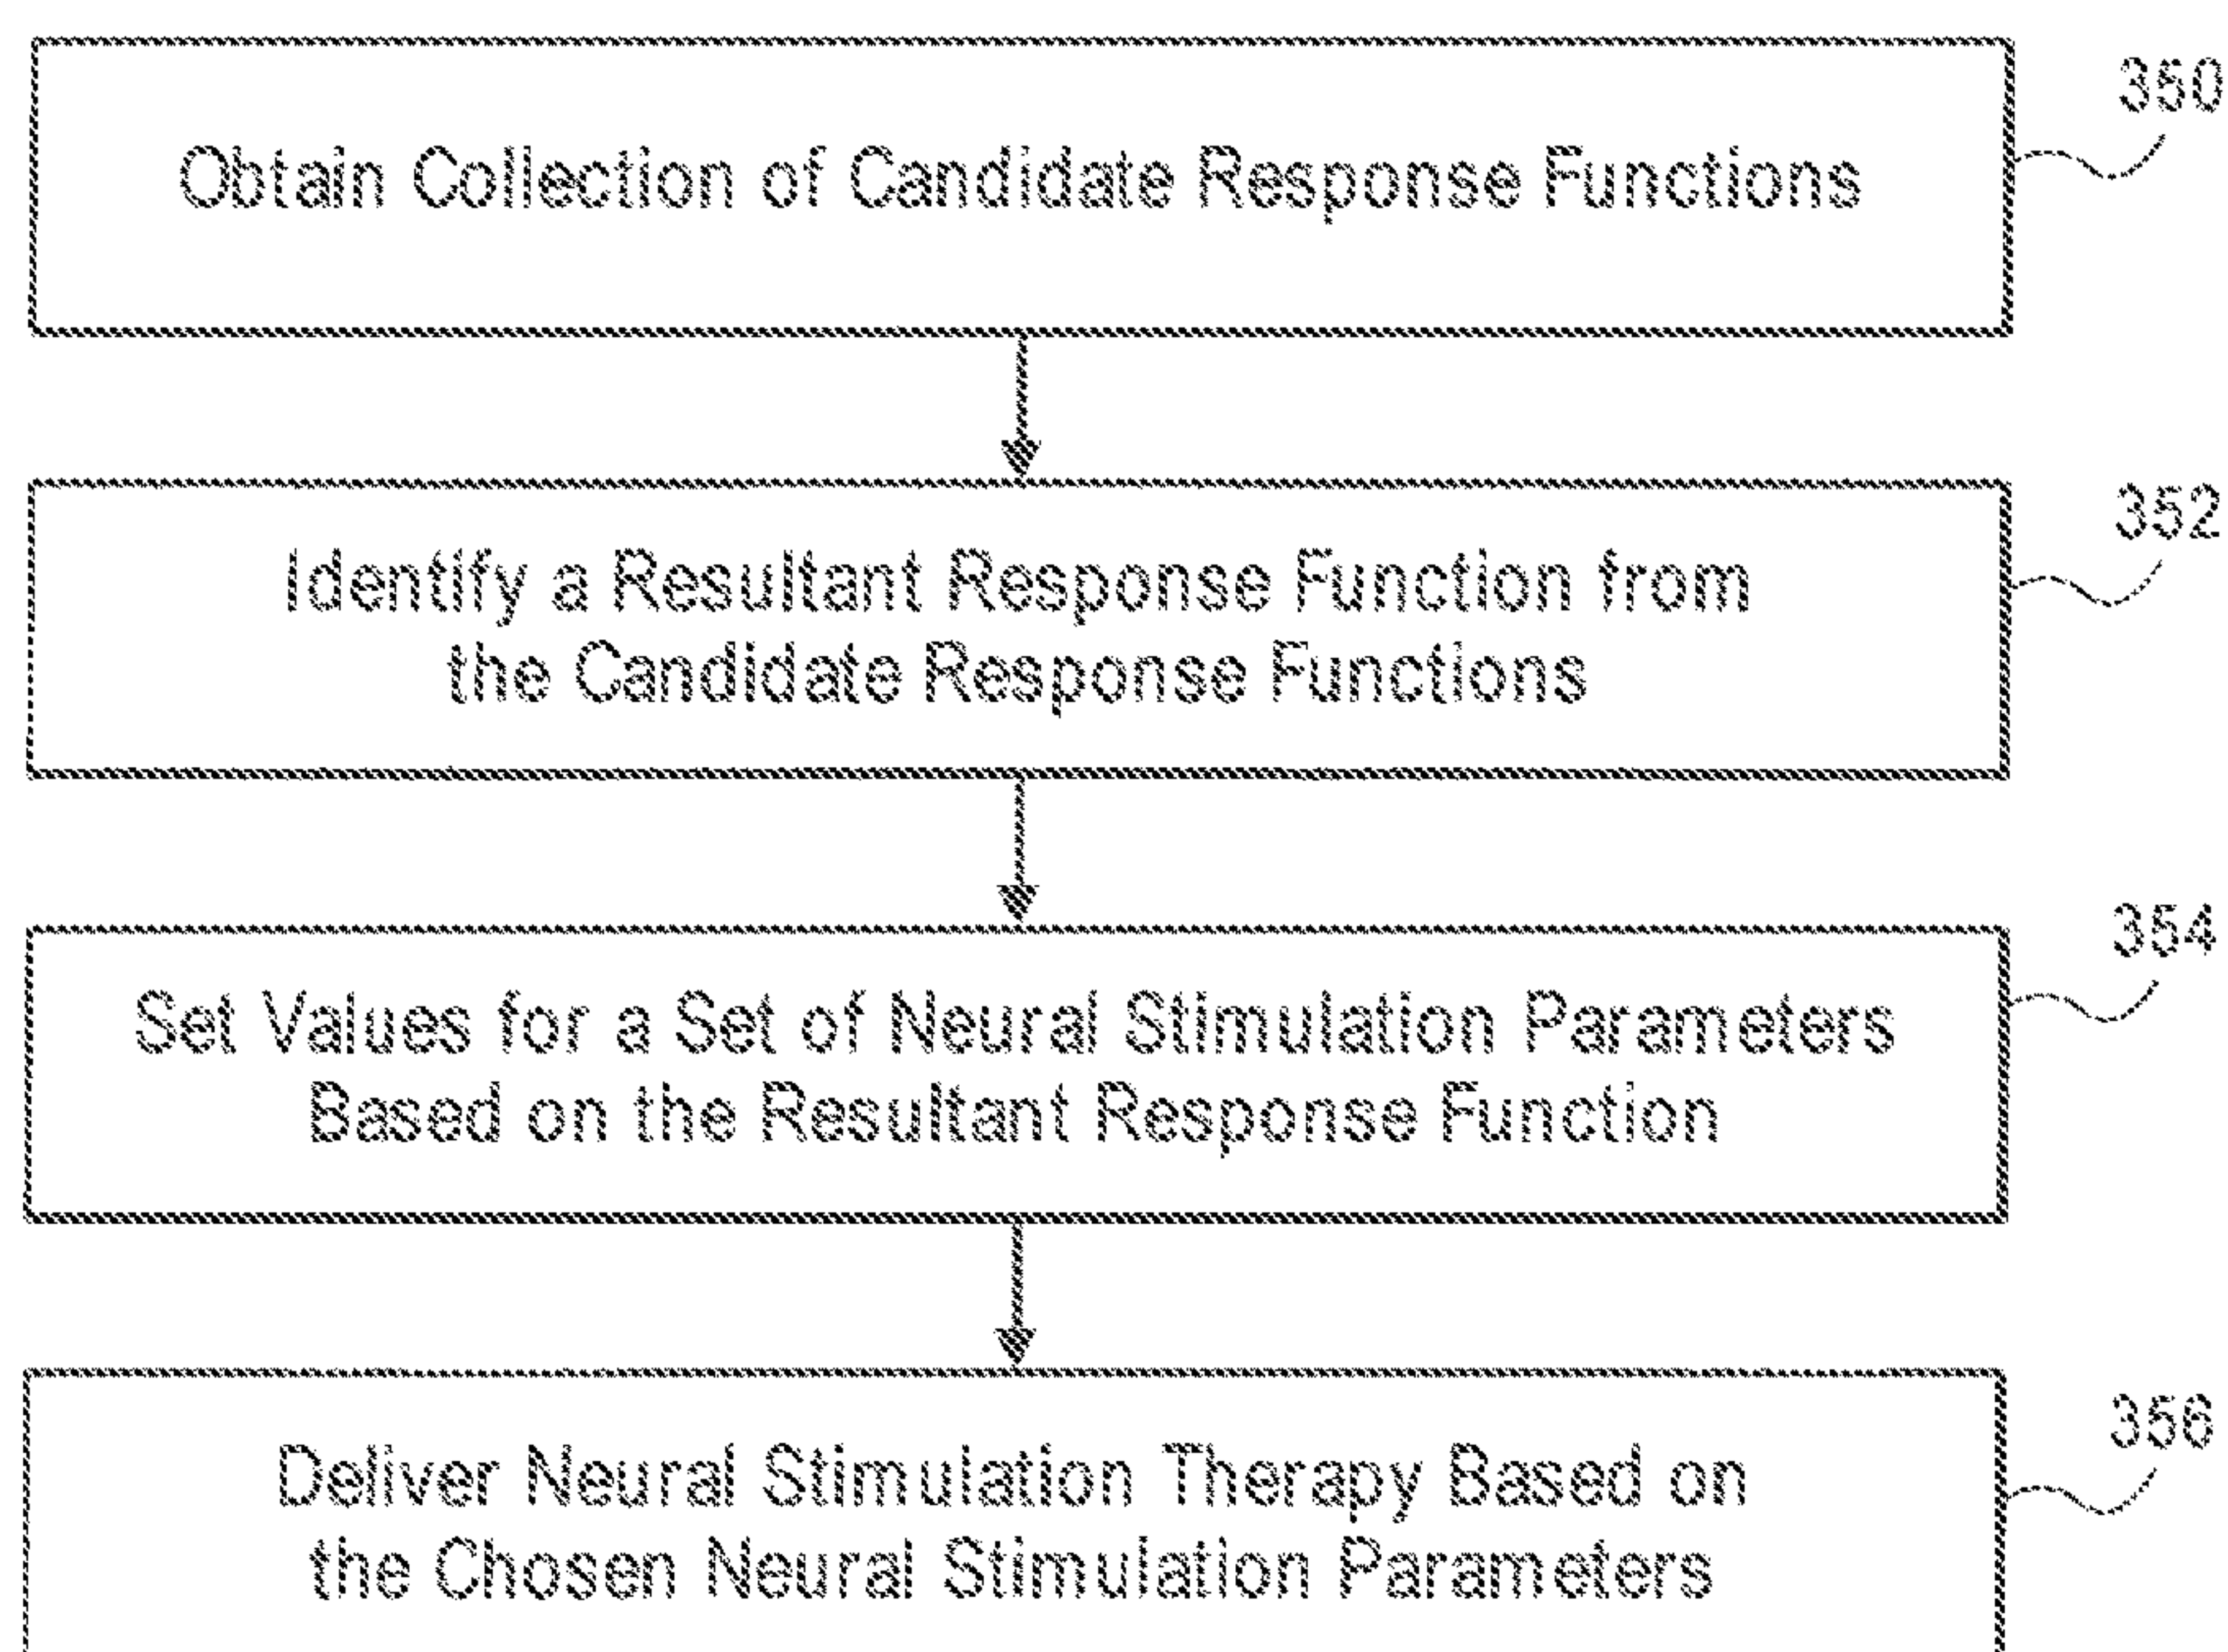 350
Obtain Collection of Candidate Response Functions
352
Identify a Resultant Response Function from
the Candidate Response Functions
354
Set Values for a Set of Neural Stimulation Parameters
Based on the Resultant Response Function
356
Deliver Neural Stimulation Therapy Based on
the Chosen Neural Stimulation Parameters